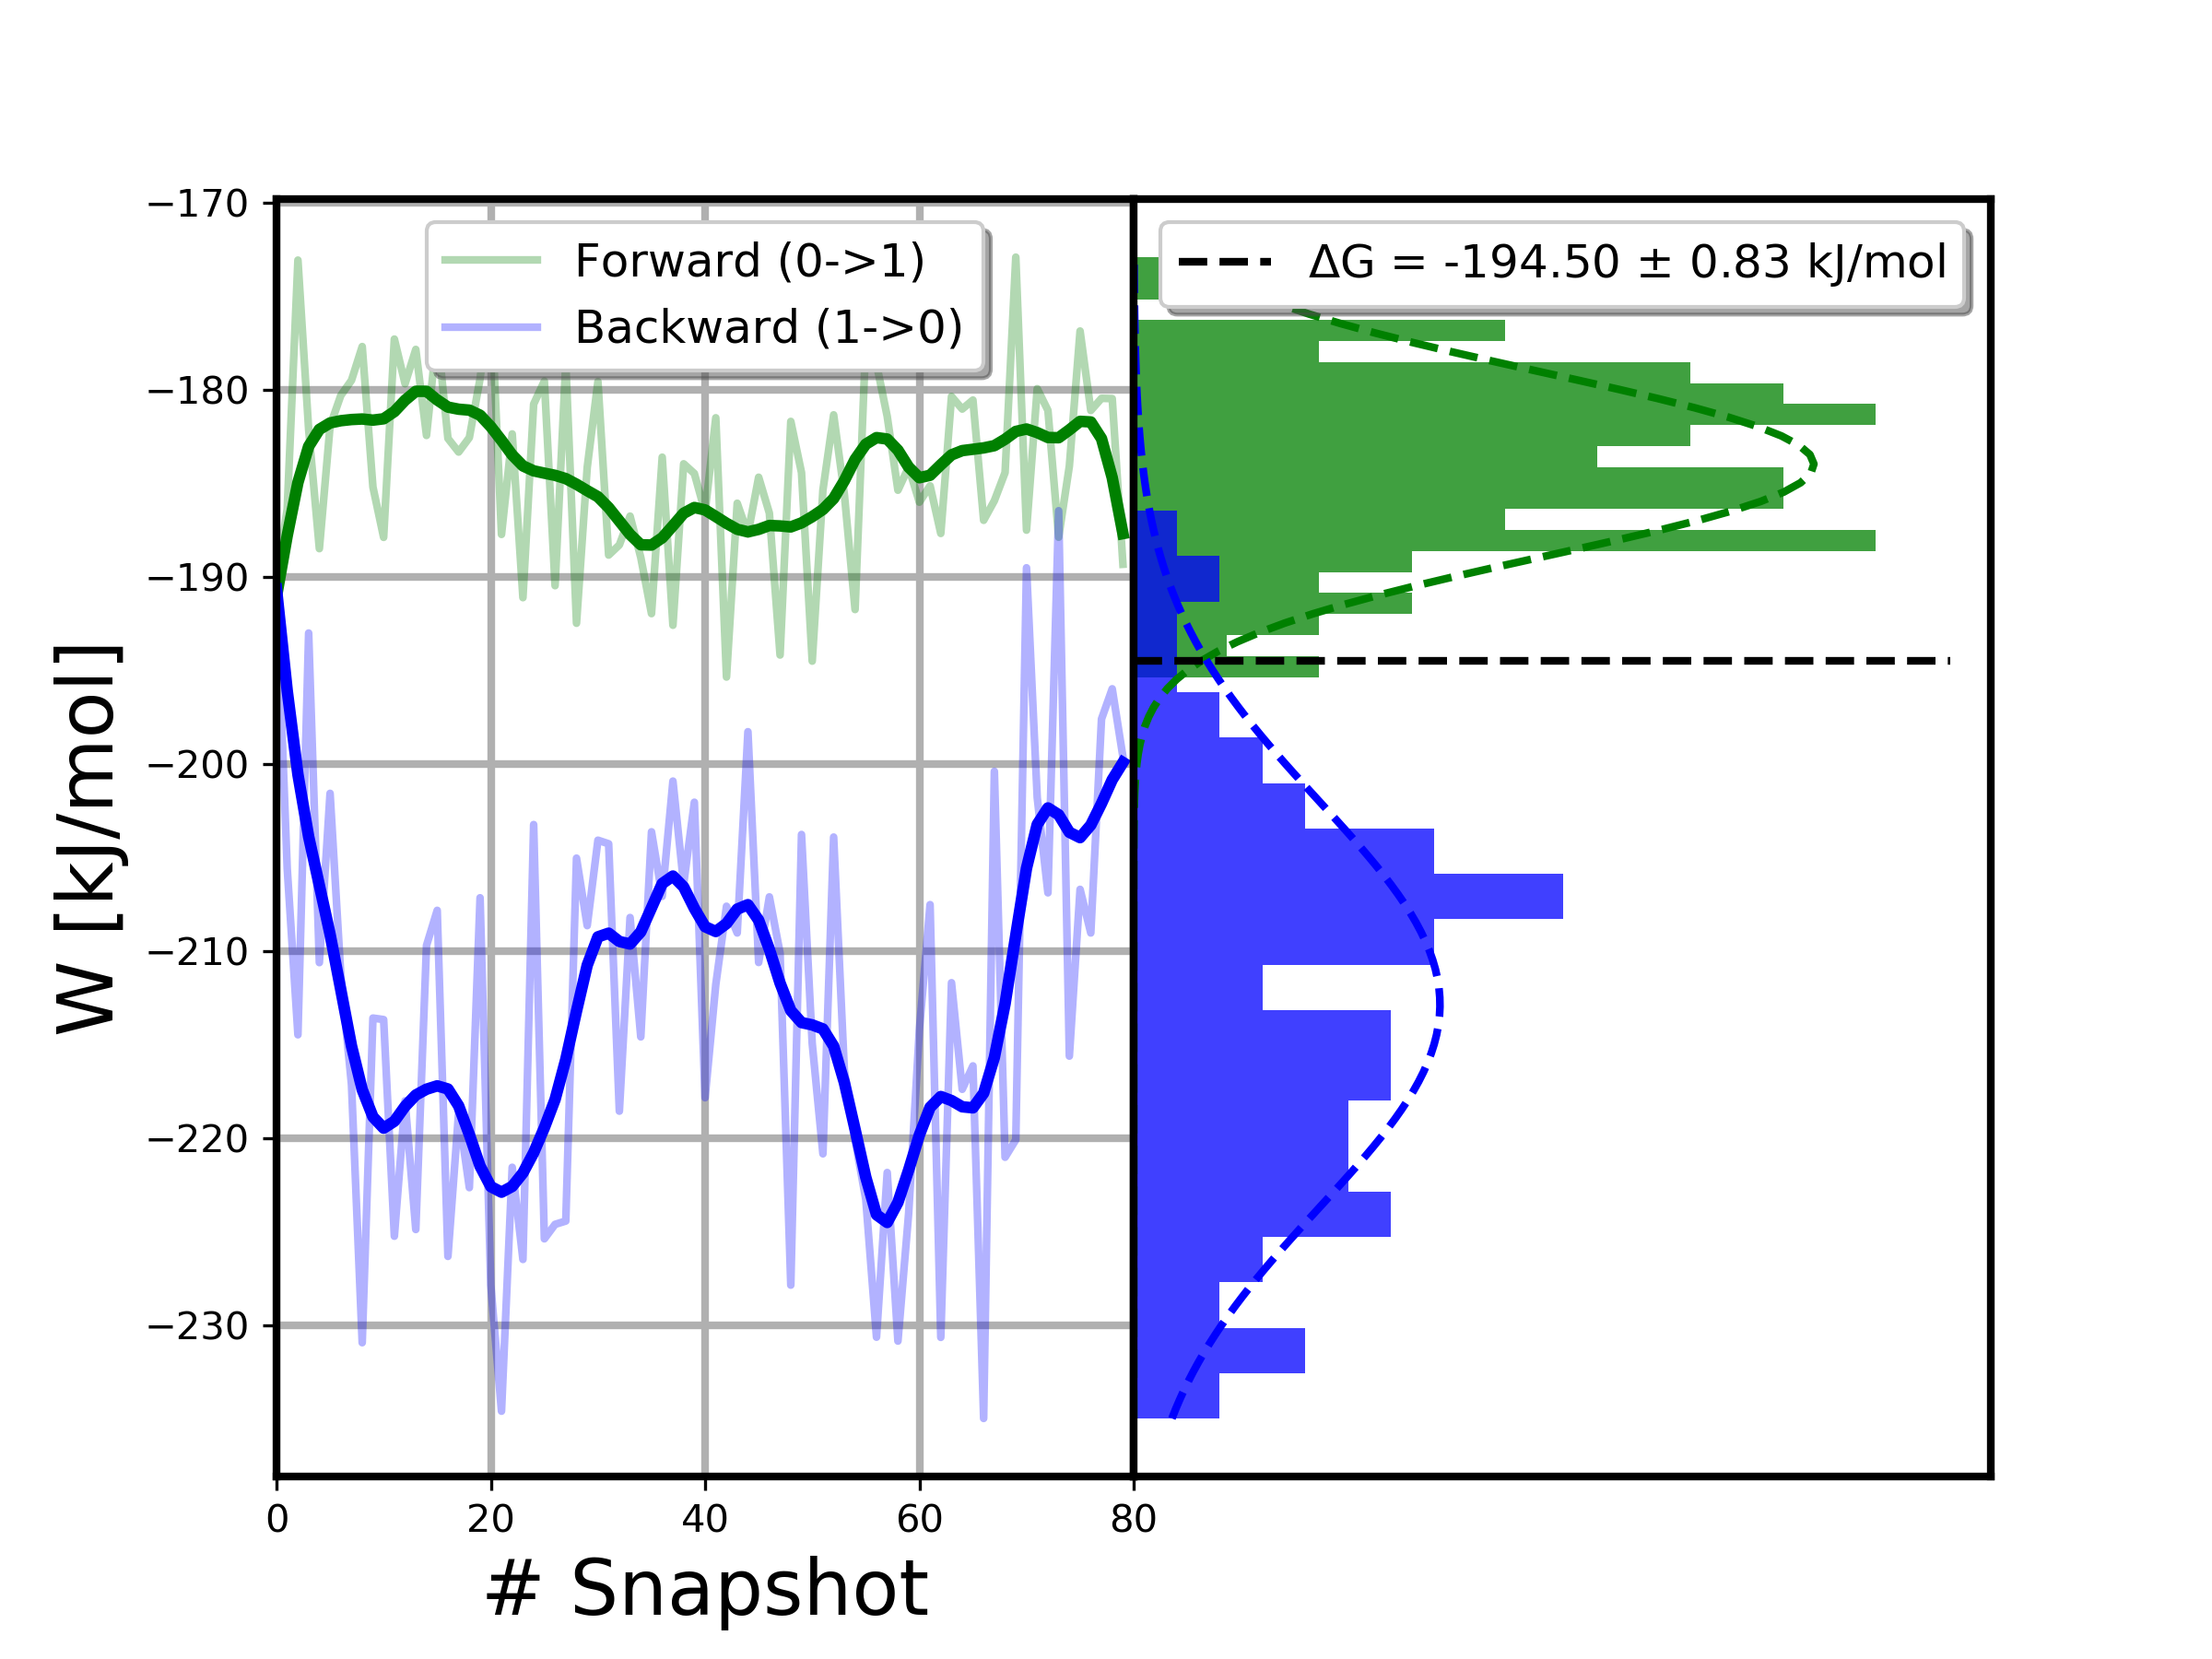 W [kJ/mol]
−170
−180
−190
−200
−210
−220
−230
Forward (0->1)
Backward (1->0)
ΔG = -194.50 ± 0.83 kJ/mol
0
20
40
60
80
# Snapshot